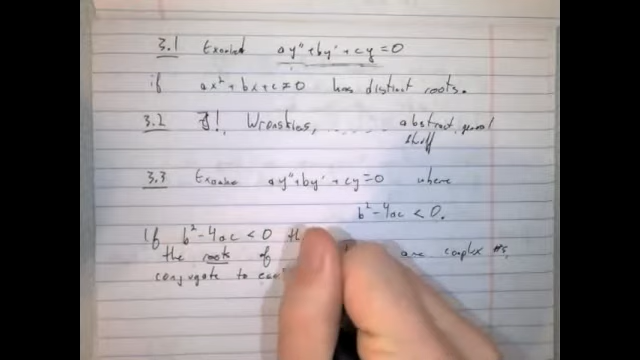 3.1 ay" + by' + cy = 0
if ax² + bx + c ≠ 0 has distinct roots.
3.2 ∃!, Wronskies, abstract, general
stuff
3.3 ay" + by' + cy = 0 where
b² - 4ac < 0.
If b² - 4ac < 0
the roots of are complex #s,
conjugate to